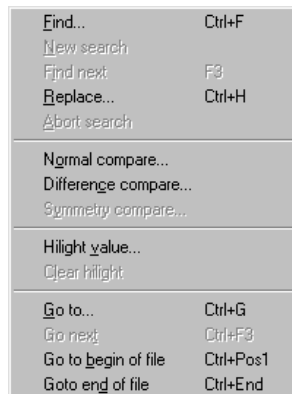 Find... Ctrl+F
New search
Find next F3
Replace... Ctrl+H
Abort search
Normal compare...
Difference compare...
Symmetry compare...
Hilight value...
Clear hilight
Go to... Ctrl+G
Go next Ctrl+F3
Go to begin of file Ctrl+Pos1
Goto end of file Ctrl+End